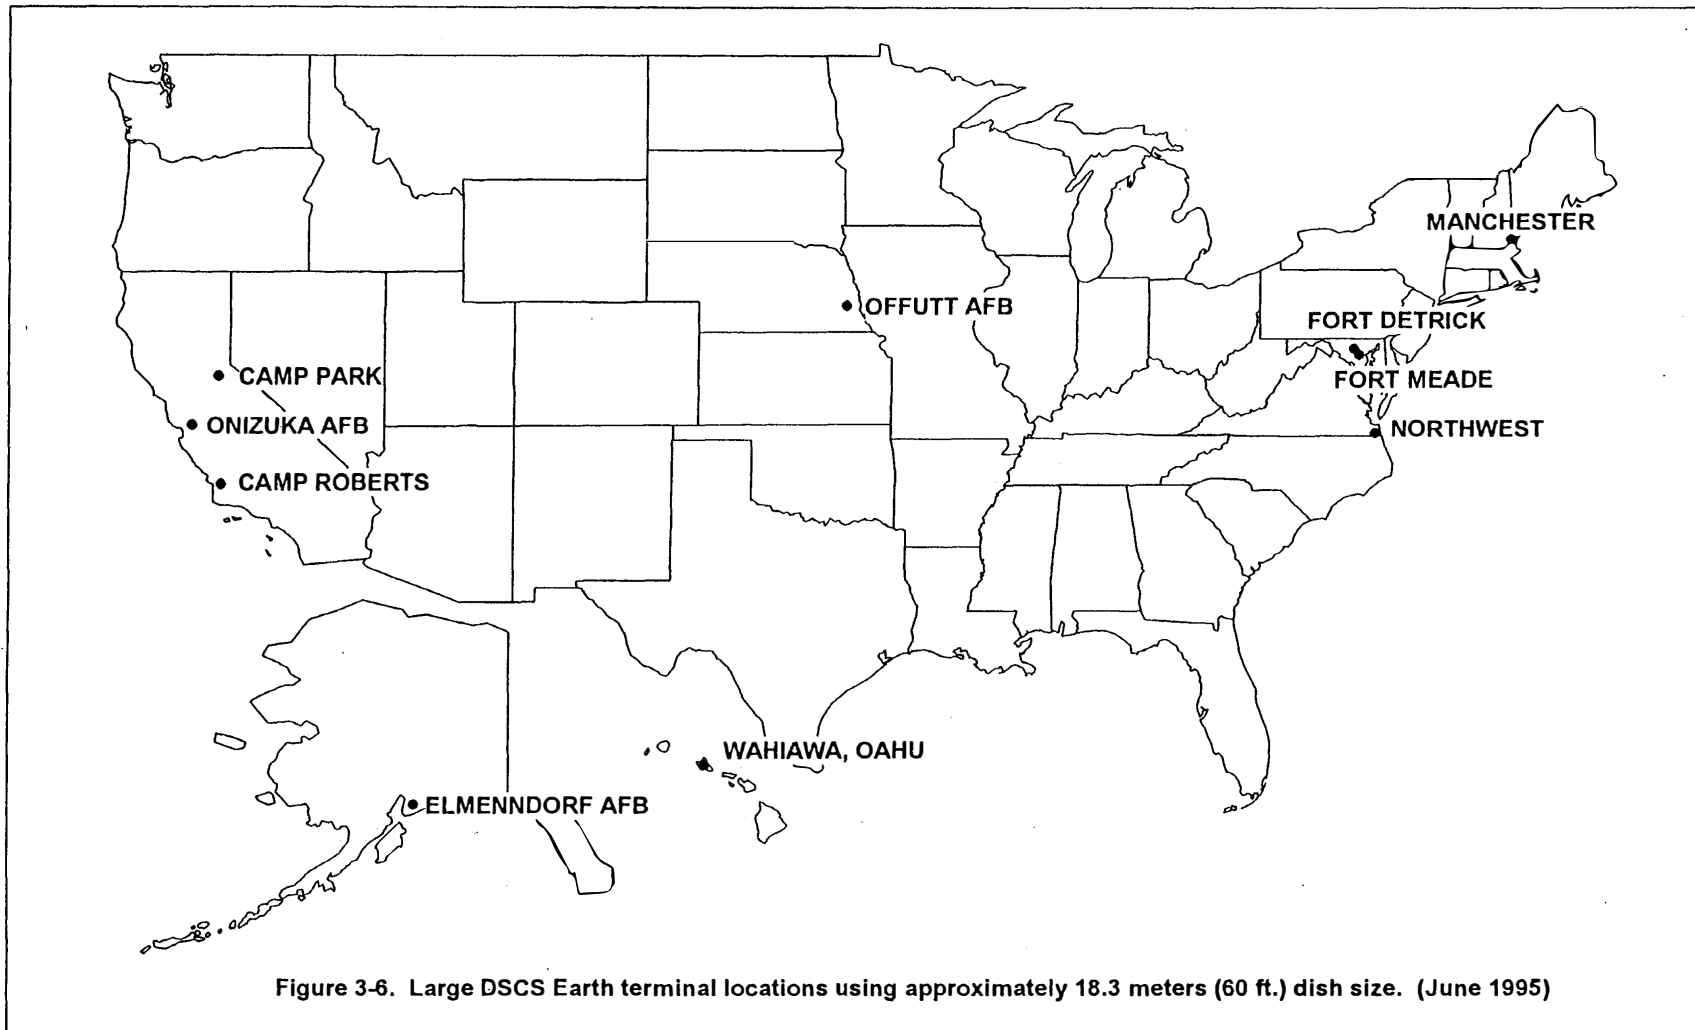 MANCHESTER
OFFUTT AFB
FORT DETRICK
CAMP PARK
FORT MEADE
ONIZUKA AFB
NORTHWEST
CAMP ROBERTS
WAHIAWA, OAHU
ELMENNDORF AFB
Figure 3-6. Large DSCS Earth terminal locations using approximately 18.3 meters (60 ft.) dish size. (June 1995)